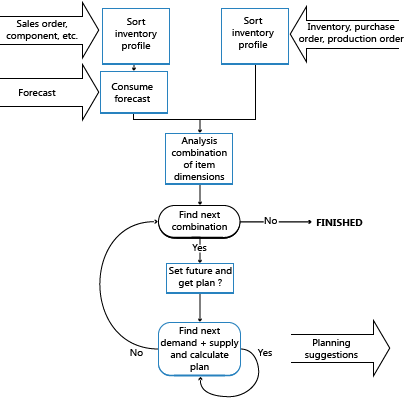 Sales order,
component, etc.
Sort
inventory
profile
Sort
inventory
profile
Inventory, purchase
order, production order
Forecast
Consume
forecast
Analysis
combination
of item
dimensions
Find next
combination
No
FINISHED
Yes
Set future and
get plan ?
Find next
demand + supply
and calculate
plan
No
Yes
Planning
suggestions